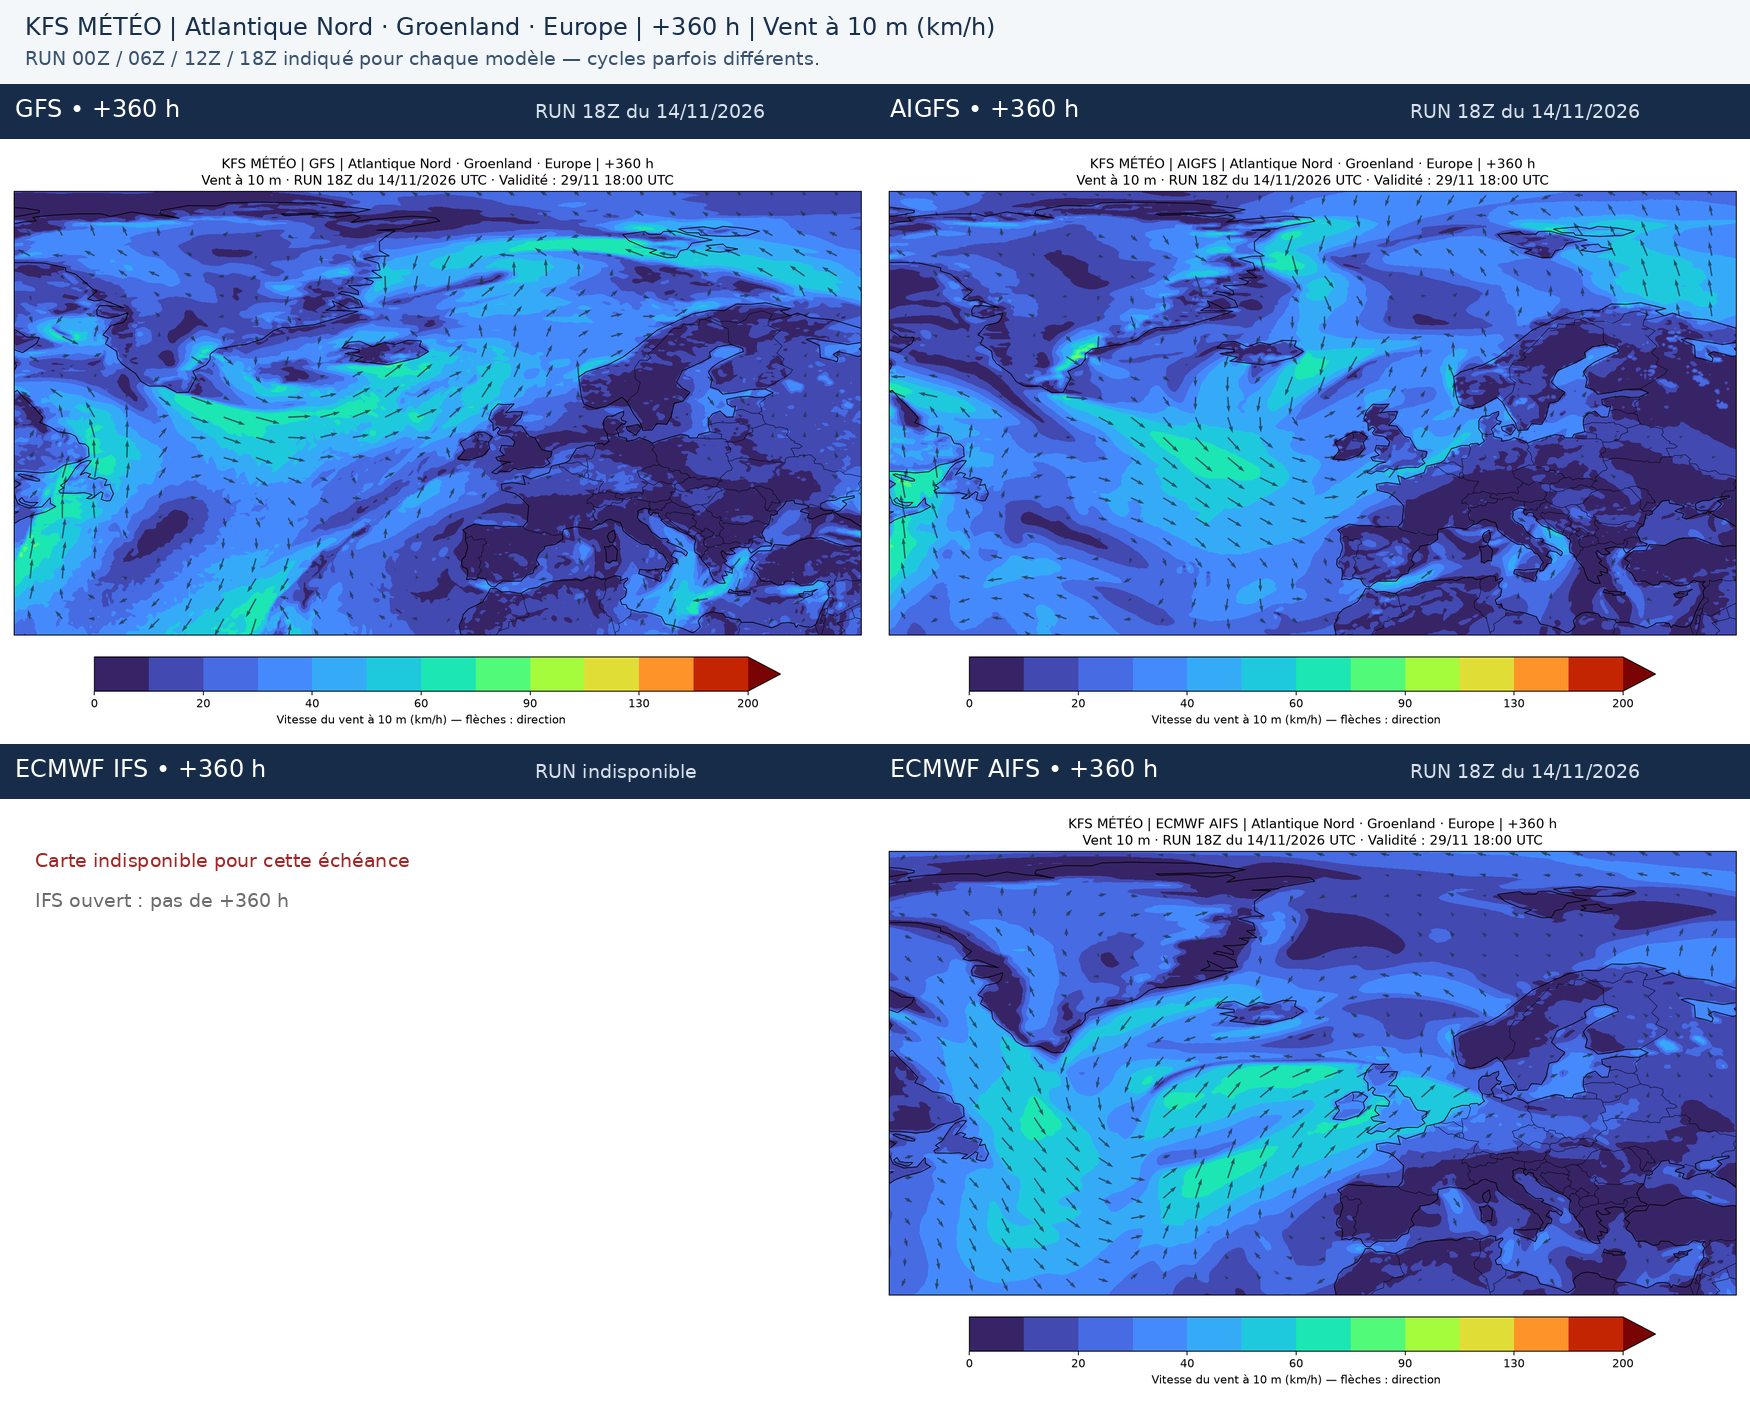 KFS MÉTÉO | Atlantique Nord · Groenland · Europe | +360 h | Vent à 10 m (km/h)
RUN 00Z / 06Z / 12Z / 18Z indiqué pour chaque modèle — cycles parfois différents.
GFS • +360 h
RUN 18Z du 14/11/2026
KFS MÉTÉO | GFS | Atlantique Nord · Groenland · Europe | +360 h
Vent à 10 m · RUN 18Z du 14/11/2026 UTC · Validité : 29/11 18:00 UTC
0 20 40 60 90 130 200
Vitesse du vent à 10 m (km/h) — flèches : direction
AIGFS • +360 h
RUN 18Z du 14/11/2026
KFS MÉTÉO | AIGFS | Atlantique Nord · Groenland · Europe | +360 h
Vent à 10 m · RUN 18Z du 14/11/2026 UTC · Validité : 29/11 18:00 UTC
0 20 40 60 90 130 200
Vitesse du vent à 10 m (km/h) — flèches : direction
ECMWF IFS • +360 h
RUN indisponible
Carte indisponible pour cette échéance
IFS ouvert : pas de +360 h
ECMWF AIFS • +360 h
RUN 18Z du 14/11/2026
KFS MÉTÉO | ECMWF AIFS | Atlantique Nord · Groenland · Europe | +360 h
Vent 10 m · RUN 18Z du 14/11/2026 UTC · Validité : 29/11 18:00 UTC
0 20 40 60 90 130 200
Vitesse du vent à 10 m (km/h) — flèches : direction